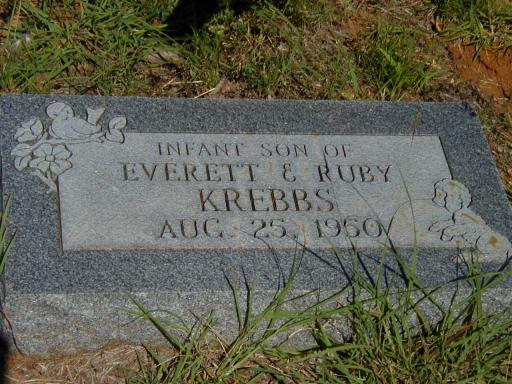 INFANT SON OF
EVERETT & RUBY
KREBBS
AUG. 25, 1950